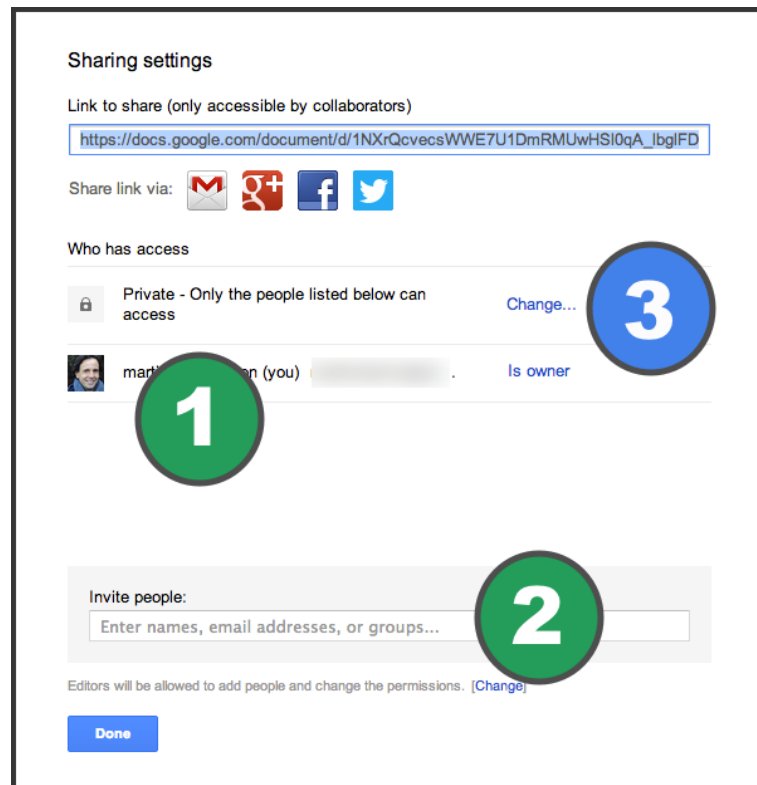 Sharing settings
Link to share (only accessible by collaborators)
https://docs.google.com/document/d/1NXrQcvecsWWE7U1DmRMUwHSI0qA_lbglFD
Share link via: g+ f
Who has access
Private - Only the people listed below can
access
Change...
3
(you)
Is owner
1
Invite people:
Enter names, email addresses, or groups...
2
Editors will be allowed to add people and change the permissions. [Change]
Done